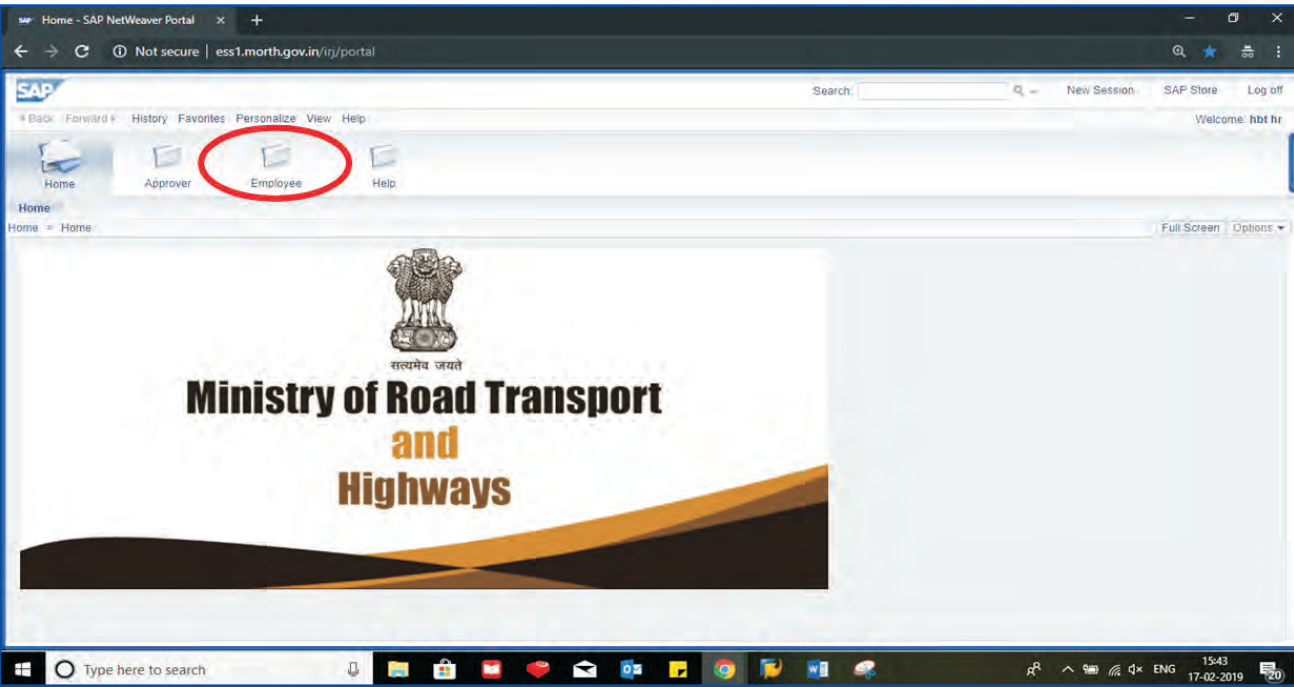 Home - SAP NetWeaver Portal
Not secure | ess1.morth.gov.in/irj/portal
SAP
Search:
New Session
SAP Store
Log off
Back Forward History Favorites Personalize View Help
Welcome: hbt hr
Home
Approver
Employee
Help
Home
Home > Home
Full Screen
Options
सत्यमेव जयते
Ministry of Road Transport
and
Highways
Type here to search
ENG
15:43
17-02-2019
20